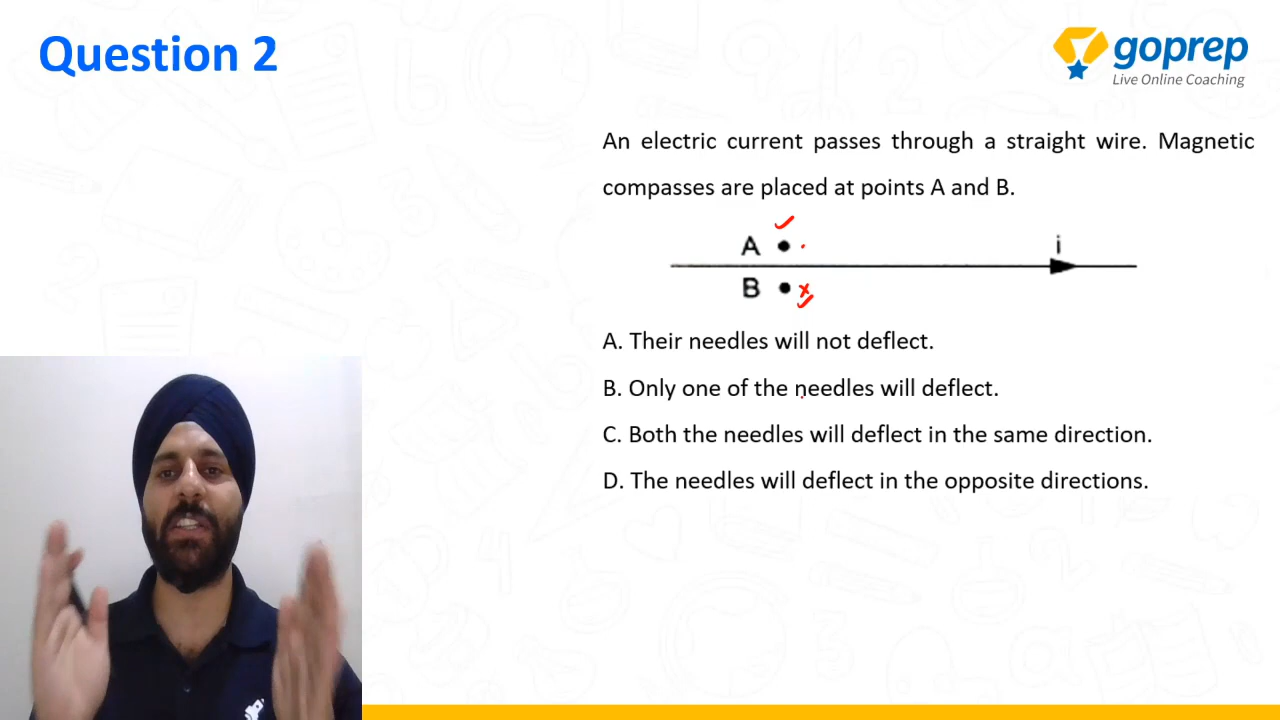 Question 2
goprep
Live Online Coaching
An electric current passes through a straight wire. Magnetic
compasses are placed at points A and B.
A
i
B
A. Their needles will not deflect.
B. Only one of the needles will deflect.
C. Both the needles will deflect in the same direction.
D. The needles will deflect in the opposite directions.